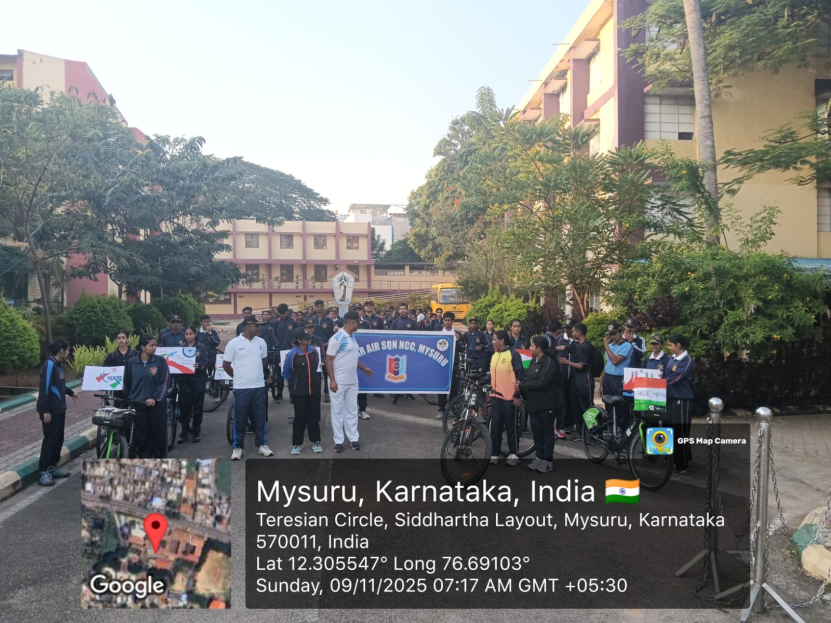 AR AIR SQN NCC, MYSURU
GPS Map Camera
Mysuru, Karnataka, India
Teresian Circle, Siddhartha Layout, Mysuru, Karnataka
570011, India
Lat 12.305547° Long 76.69103°
Sunday, 09/11/2025 07:17 AM GMT +05:30
Google